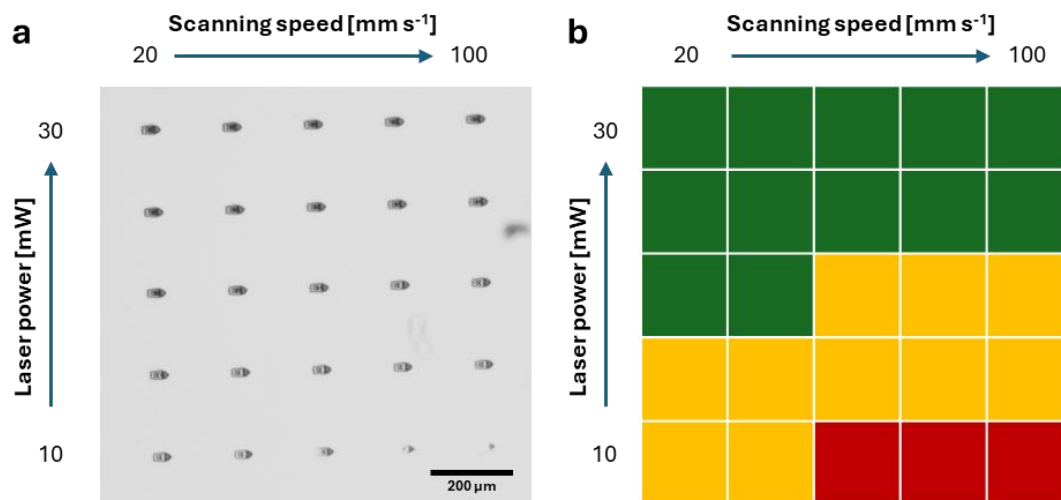 a
Scanning speed [mm s⁻¹]
20
100
30
Laser power [mW]
10
200 µm
b
Scanning speed [mm s⁻¹]
20
100
30
Laser power [mW]
10